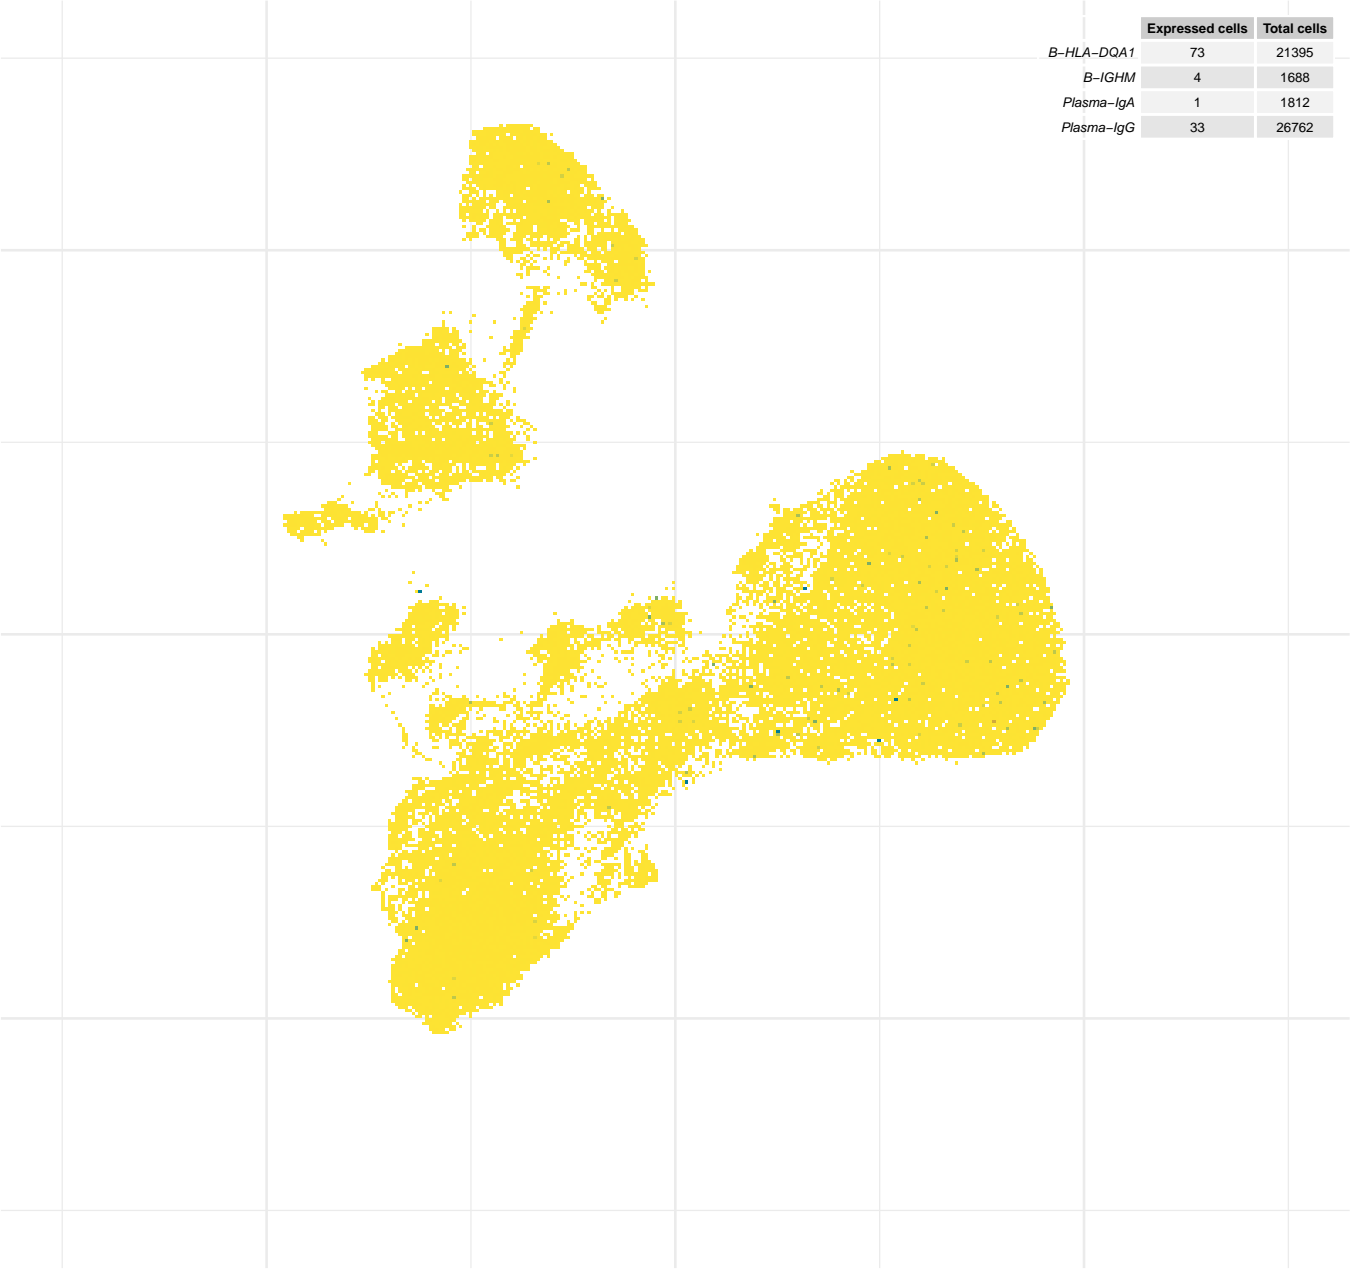 Expressed cells Total cells
B−HLA−DQA1 73 21395
B−IGHM 4 1688
Plasma−IgA 1 1812
Plasma−IgG 33 26762